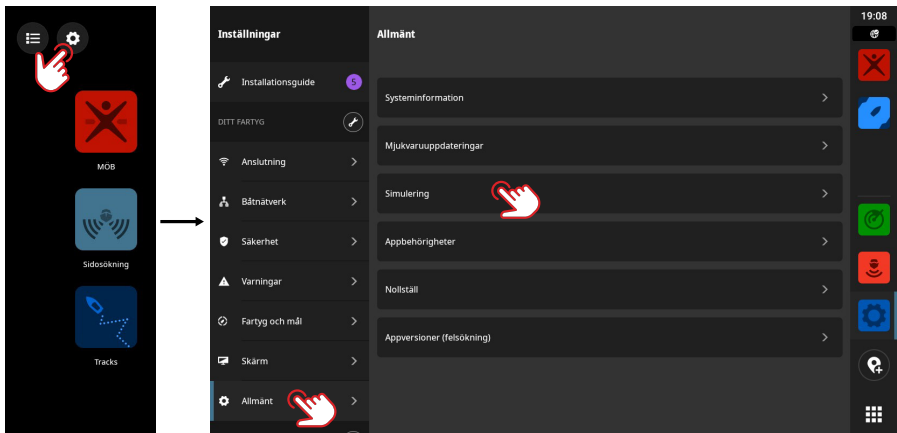 MÖB
Sidosökning
Tracks
Inställningar
Installationsguide
5
DITT FARTYG
Anslutning
Båtnätverk
Säkerhet
Varningar
Fartyg och mål
Skärm
Allmänt
Allmänt
Systeminformation
Mjukvaruuppdateringar
Simulering
Appbehörigheter
Nollställ
Appversioner (felsökning)
19:08